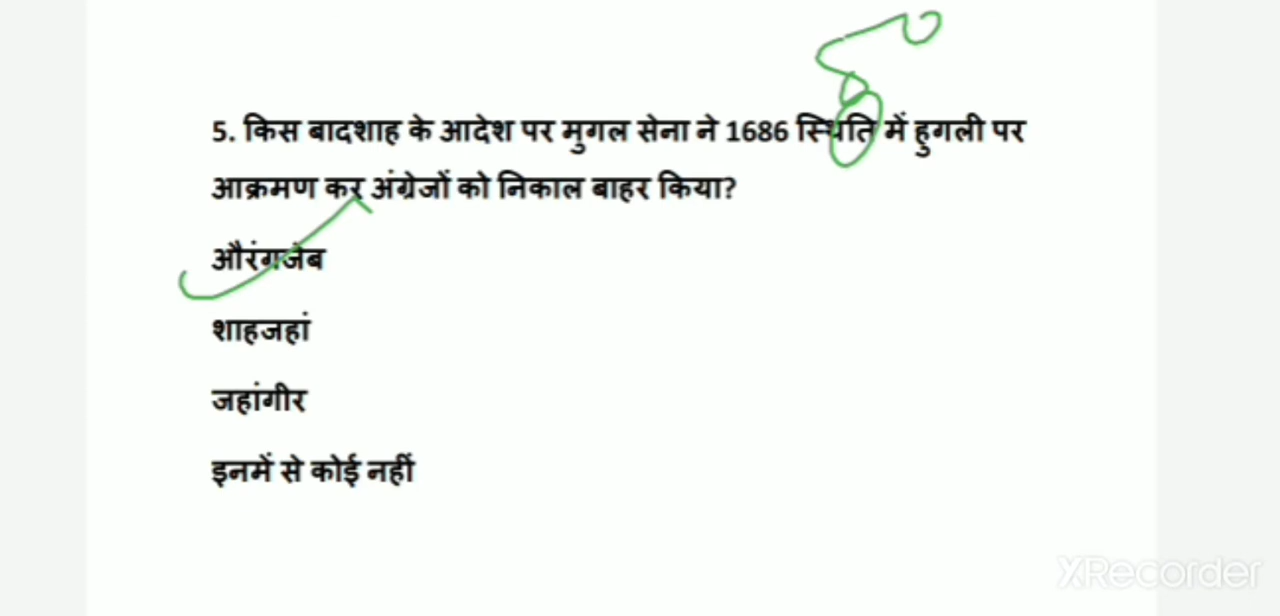 5. किस बादशाह के आदेश पर मुगल सेना ने 1686 स्थिति में हुगली पर
आक्रमण कर अंग्रेजों को निकाल बाहर किया?
औरंगजेब
शाहजहां
जहांगीर
इनमें से कोई नहीं
XRecorder